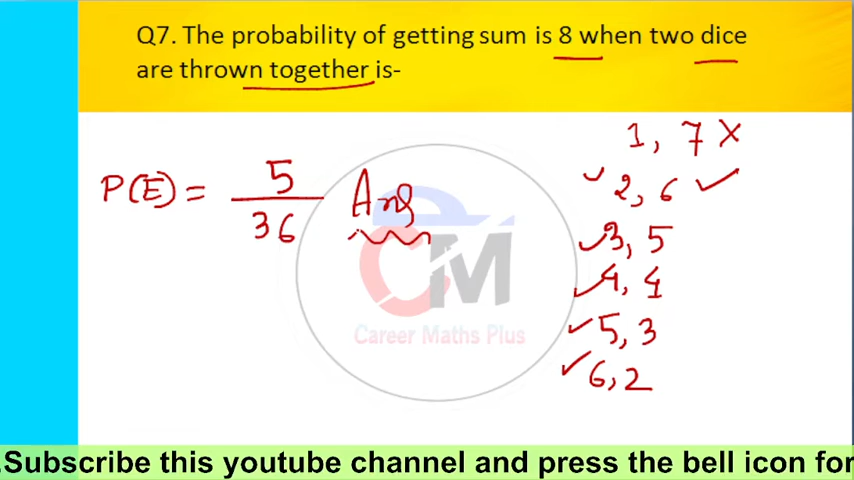 Q7. The probability of getting sum is 8 when two dice
are thrown together is-
1, 7 X
✓ 2, 6 ✓
P(E) = 5/36 Ans
✓ 3, 5
✓ 4, 4
✓ 5, 3
✓ 6, 2
CM
Career Maths Plus
.Subscribe this youtube channel and press the bell icon for